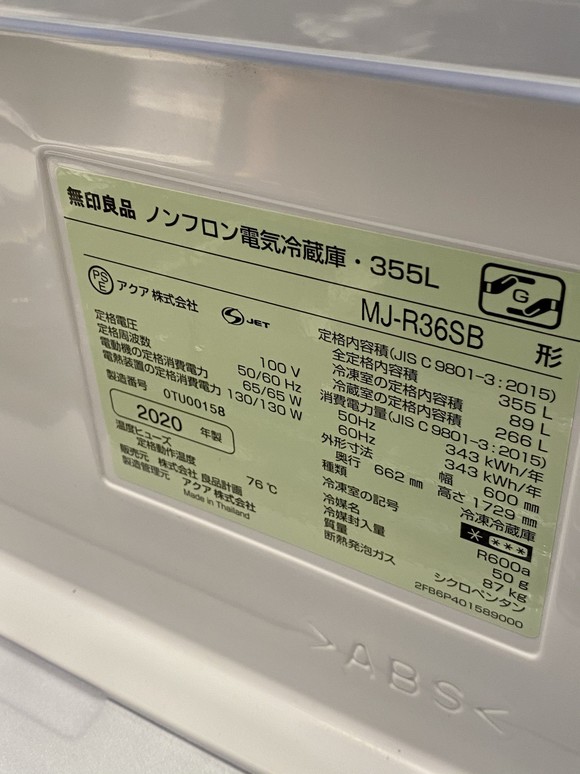 無印良品 ノンフロン電気冷蔵庫・355L
G
PS
E
アクア 株式会社
S JET
MJ-R36SB 形
定格電圧 100 V
定格周波数 50/60 Hz
電動機の定格消費電力 65/65 W
電熱装置の定格消費電力 130/130 W
製造番号 0TU00158
2020 年製
温度ヒューズ
定格動作温度 76℃
販売元 株式会社 良品計画
製造管理元 アクア 株式会社
Made in Thailand
定格内容積(JIS C 9801-3:2015)
全定格内容積 355 L
冷凍室の定格内容積 89 L
冷蔵室の定格内容積 266 L
消費電力量(JIS C 9801-3:2015)
50Hz 343 kWh/年
60Hz 343 kWh/年
外形寸法 幅 600 mm
奥行 662 mm 高さ 1729 mm
種類 冷凍冷蔵庫
冷凍室の記号 * ***
冷媒名 R600a
冷媒封入量 50 g
質量 87 kg
断熱発泡ガス シクロペンタン
2FB6P401589000
>ABS<